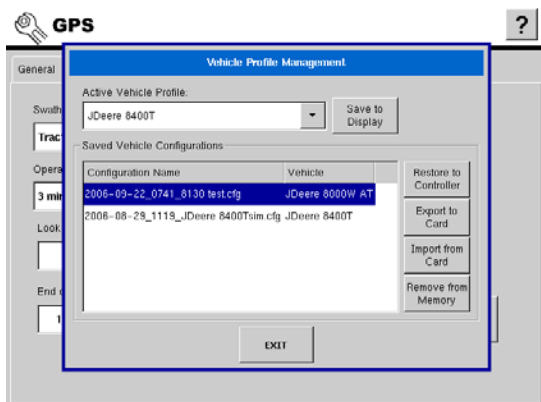 GPS
?
General
Vehicle Profile Management
Active Vehicle Profile:
Swath
JDeere 8400T
Save to
Display
Trac
Saved Vehicle Configurations
Opera
Configuration Name Vehicle
Restore to
Controller
3 min
2006-09-22_0741_8130 test.cfg JDeere 8000W AT
2006-08-29_1119_JDeere 8400Tsim.cfg JDeere 8400T
Export to
Card
Look
Import from
Card
End
Remove from
Memory
1
EXIT